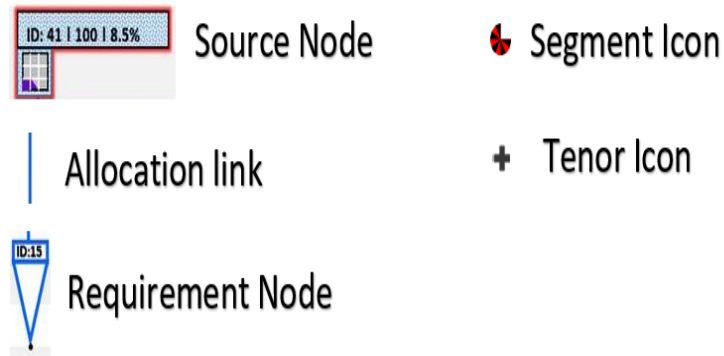 ID: 41 | 100 | 8.5%
Source Node
Segment Icon
Allocation link
Tenor Icon
ID:15
Requirement Node